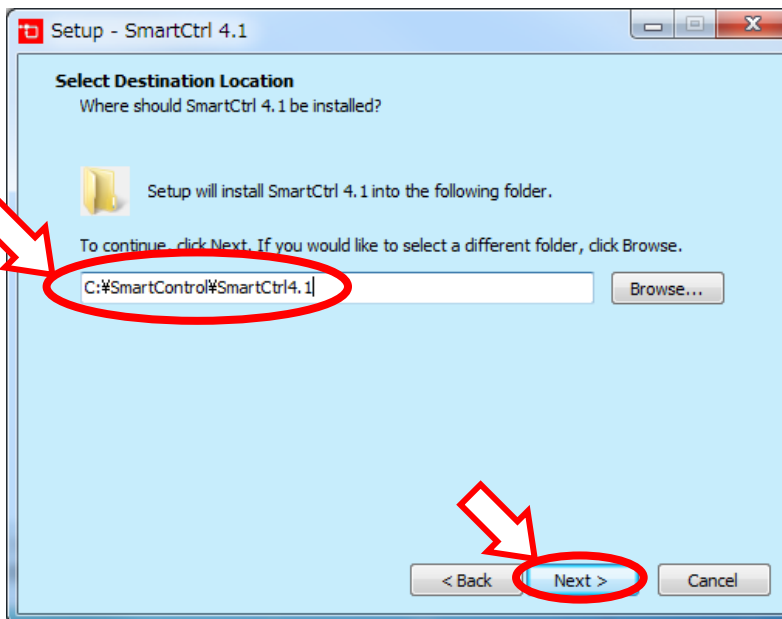 Setup - SmartCtrl 4.1
Select Destination Location
Where should SmartCtrl 4.1 be installed?
Setup will install SmartCtrl 4.1 into the following folder.
To continue, click Next. If you would like to select a different folder, click Browse.
C:¥SmartControl¥SmartCtrl4.1
Browse...
< Back
Next >
Cancel